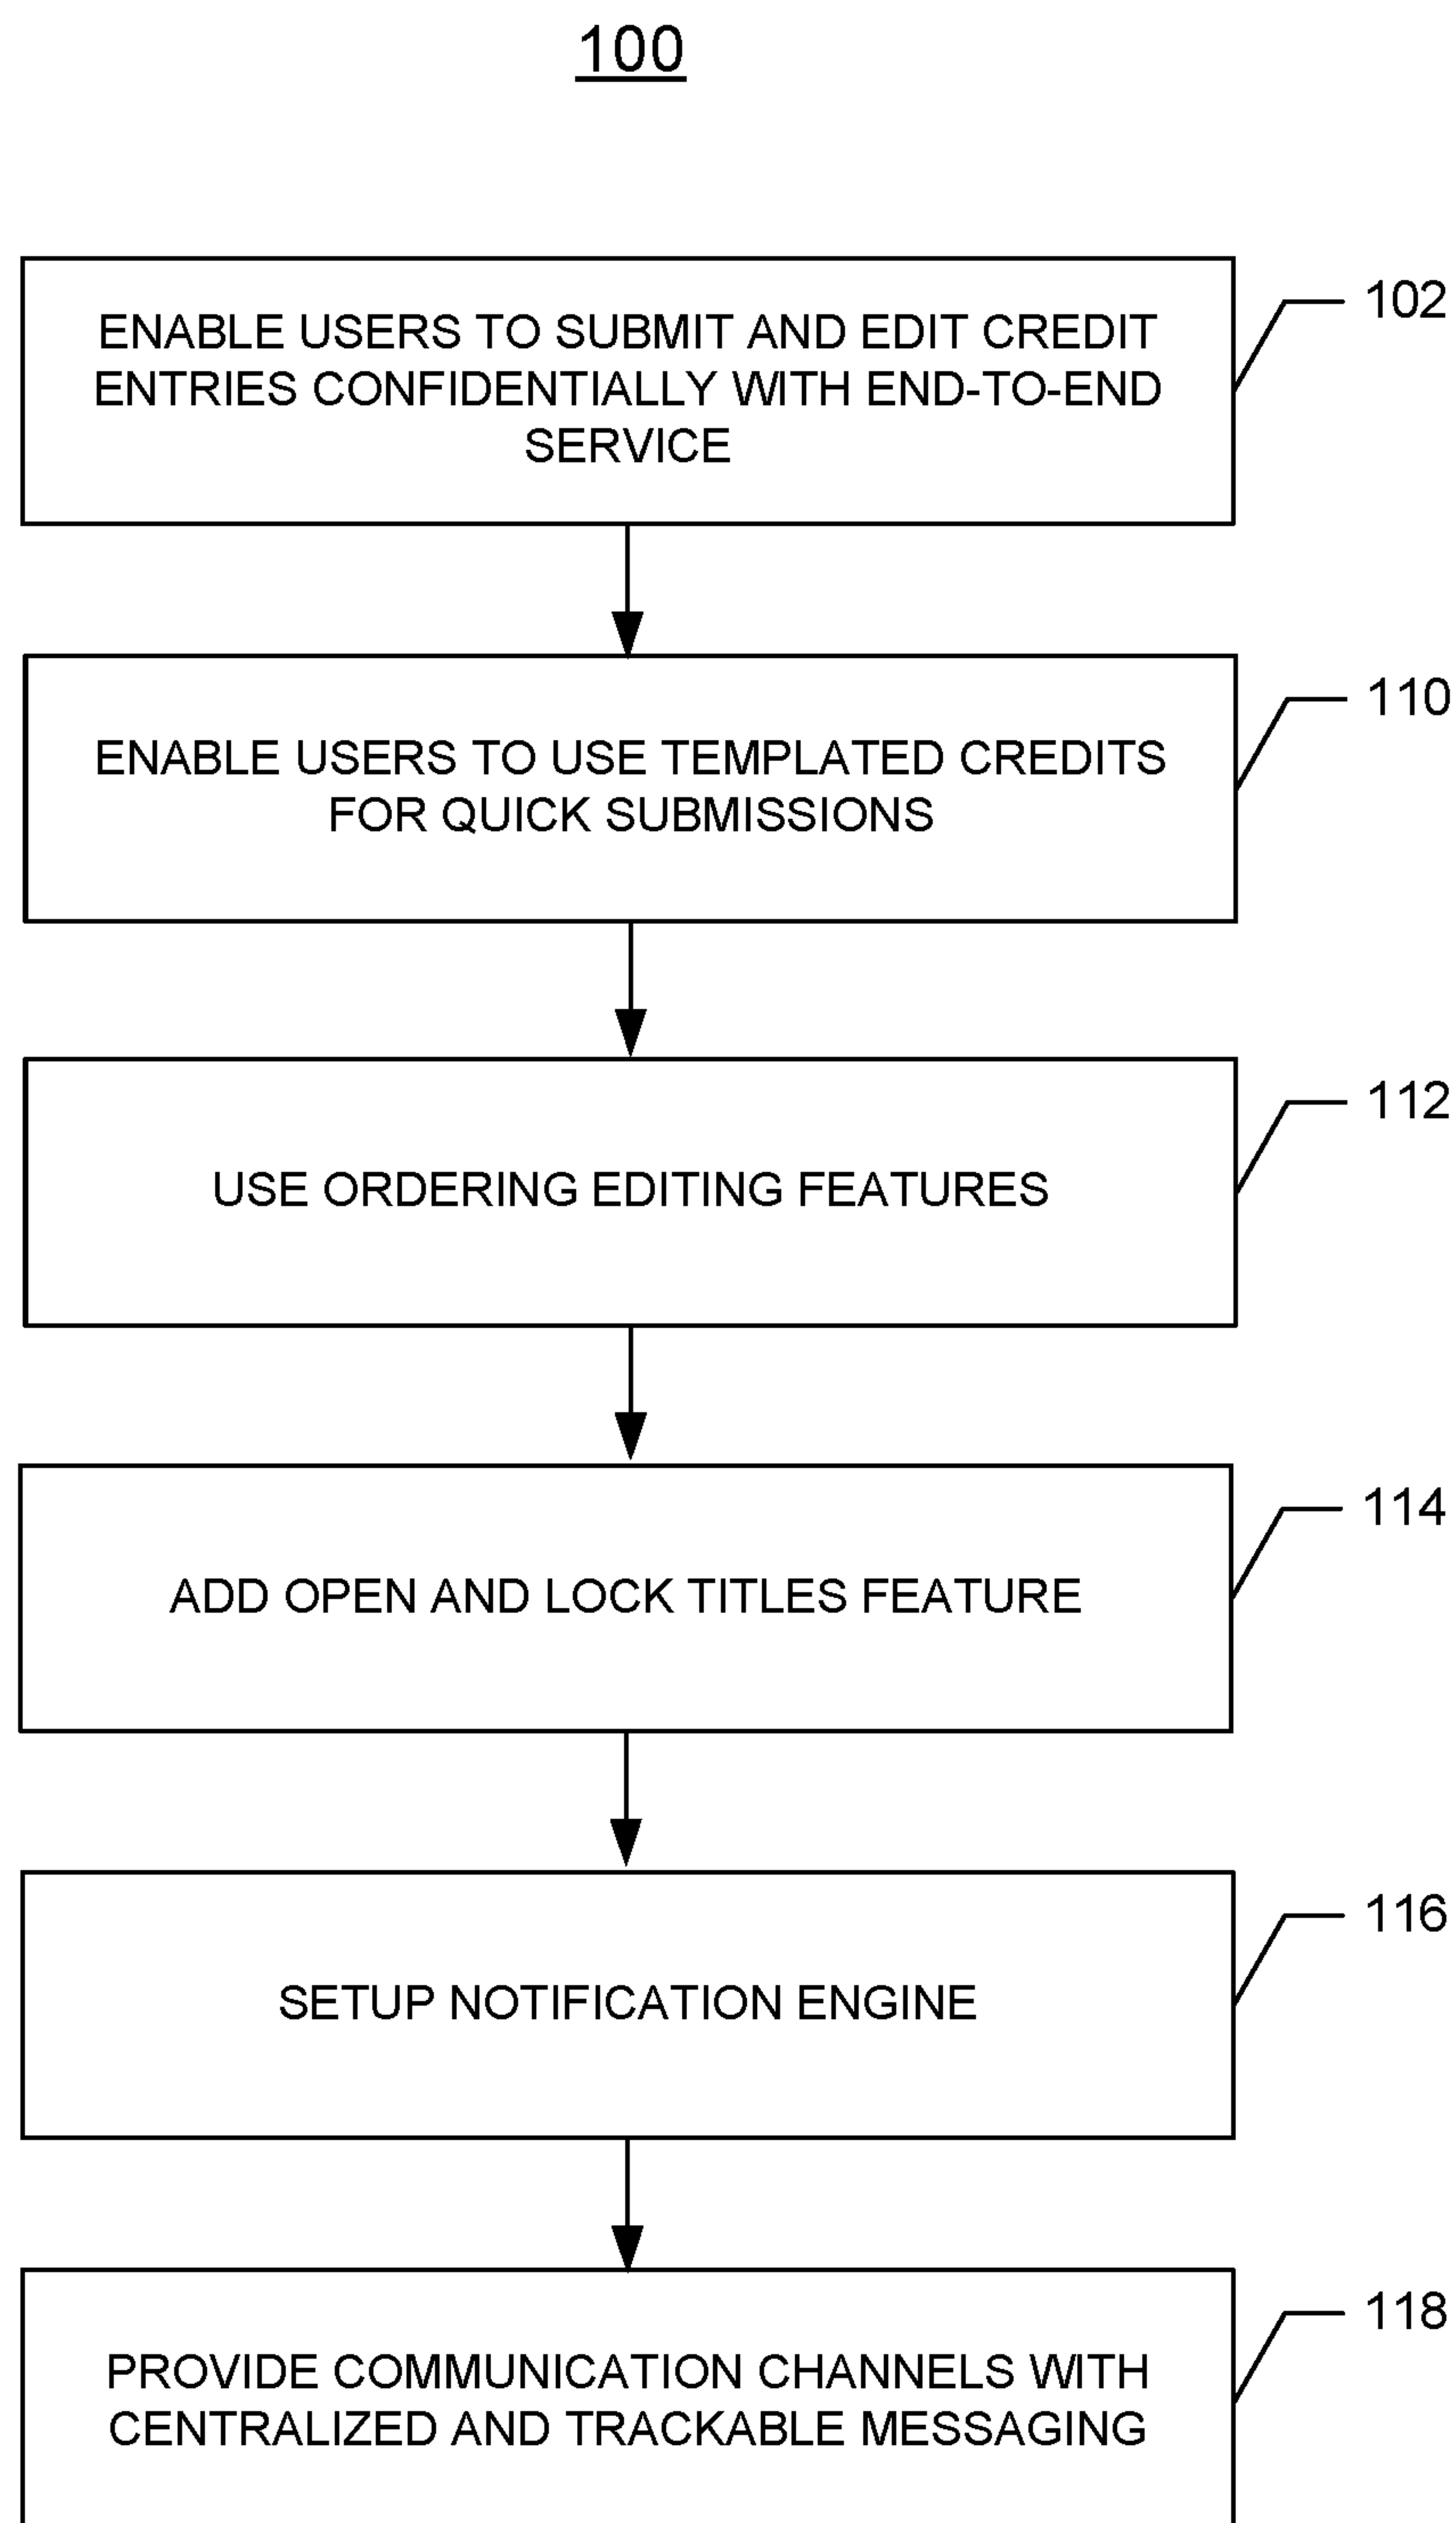 100
ENABLE USERS TO SUBMIT AND EDIT CREDIT
ENTRIES CONFIDENTIALLY WITH END-TO-END
SERVICE
102
ENABLE USERS TO USE TEMPLATED CREDITS
FOR QUICK SUBMISSIONS
110
USE ORDERING EDITING FEATURES
112
ADD OPEN AND LOCK TITLES FEATURE
114
SETUP NOTIFICATION ENGINE
116
PROVIDE COMMUNICATION CHANNELS WITH
CENTRALIZED AND TRACKABLE MESSAGING
118